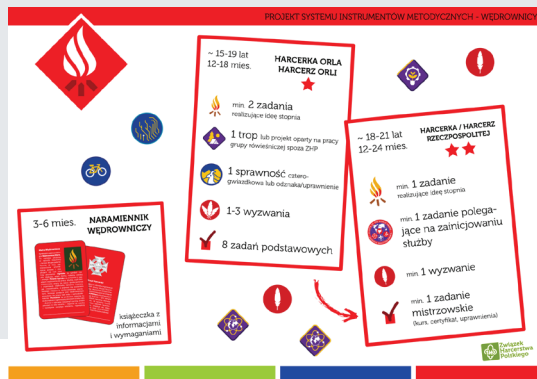 PROJEKT SYSTEMU INSTRUMENTÓW METODYCZNYCH - WĘDROWNICY
~ 15-19 lat
12-18 mies.
HARCERKA ORLA
HARCERZ ORLI
min. 2 zadania
realizujące ideę stopnia
1 trop lub projekt oparty na pracy
grupy rówieśniczej spoza ZHP
1 sprawność cztero-
gwiazdkowa lub odznaka/uprawnienie
1-3 wyzwania
8 zadań podstawowych
~ 18-21 lat
12-24 mies.
HARCERKA / HARCERZ
RZECZPOSPOLITEJ
min. 1 zadanie
realizujące ideę stopnia
min. 1 zadanie polega-
jące na zainicjowaniu
służby
min. 1 wyzwanie
min. 1 zadanie
mistrzowskie
(kurs, certyfikat, uprawnienia)
3-6 mies.
NARAMIENNIK
WĘDROWNICZY
książeczka z
informacjami
i wymaganiami
Związek
Harcerstwa
Polskiego